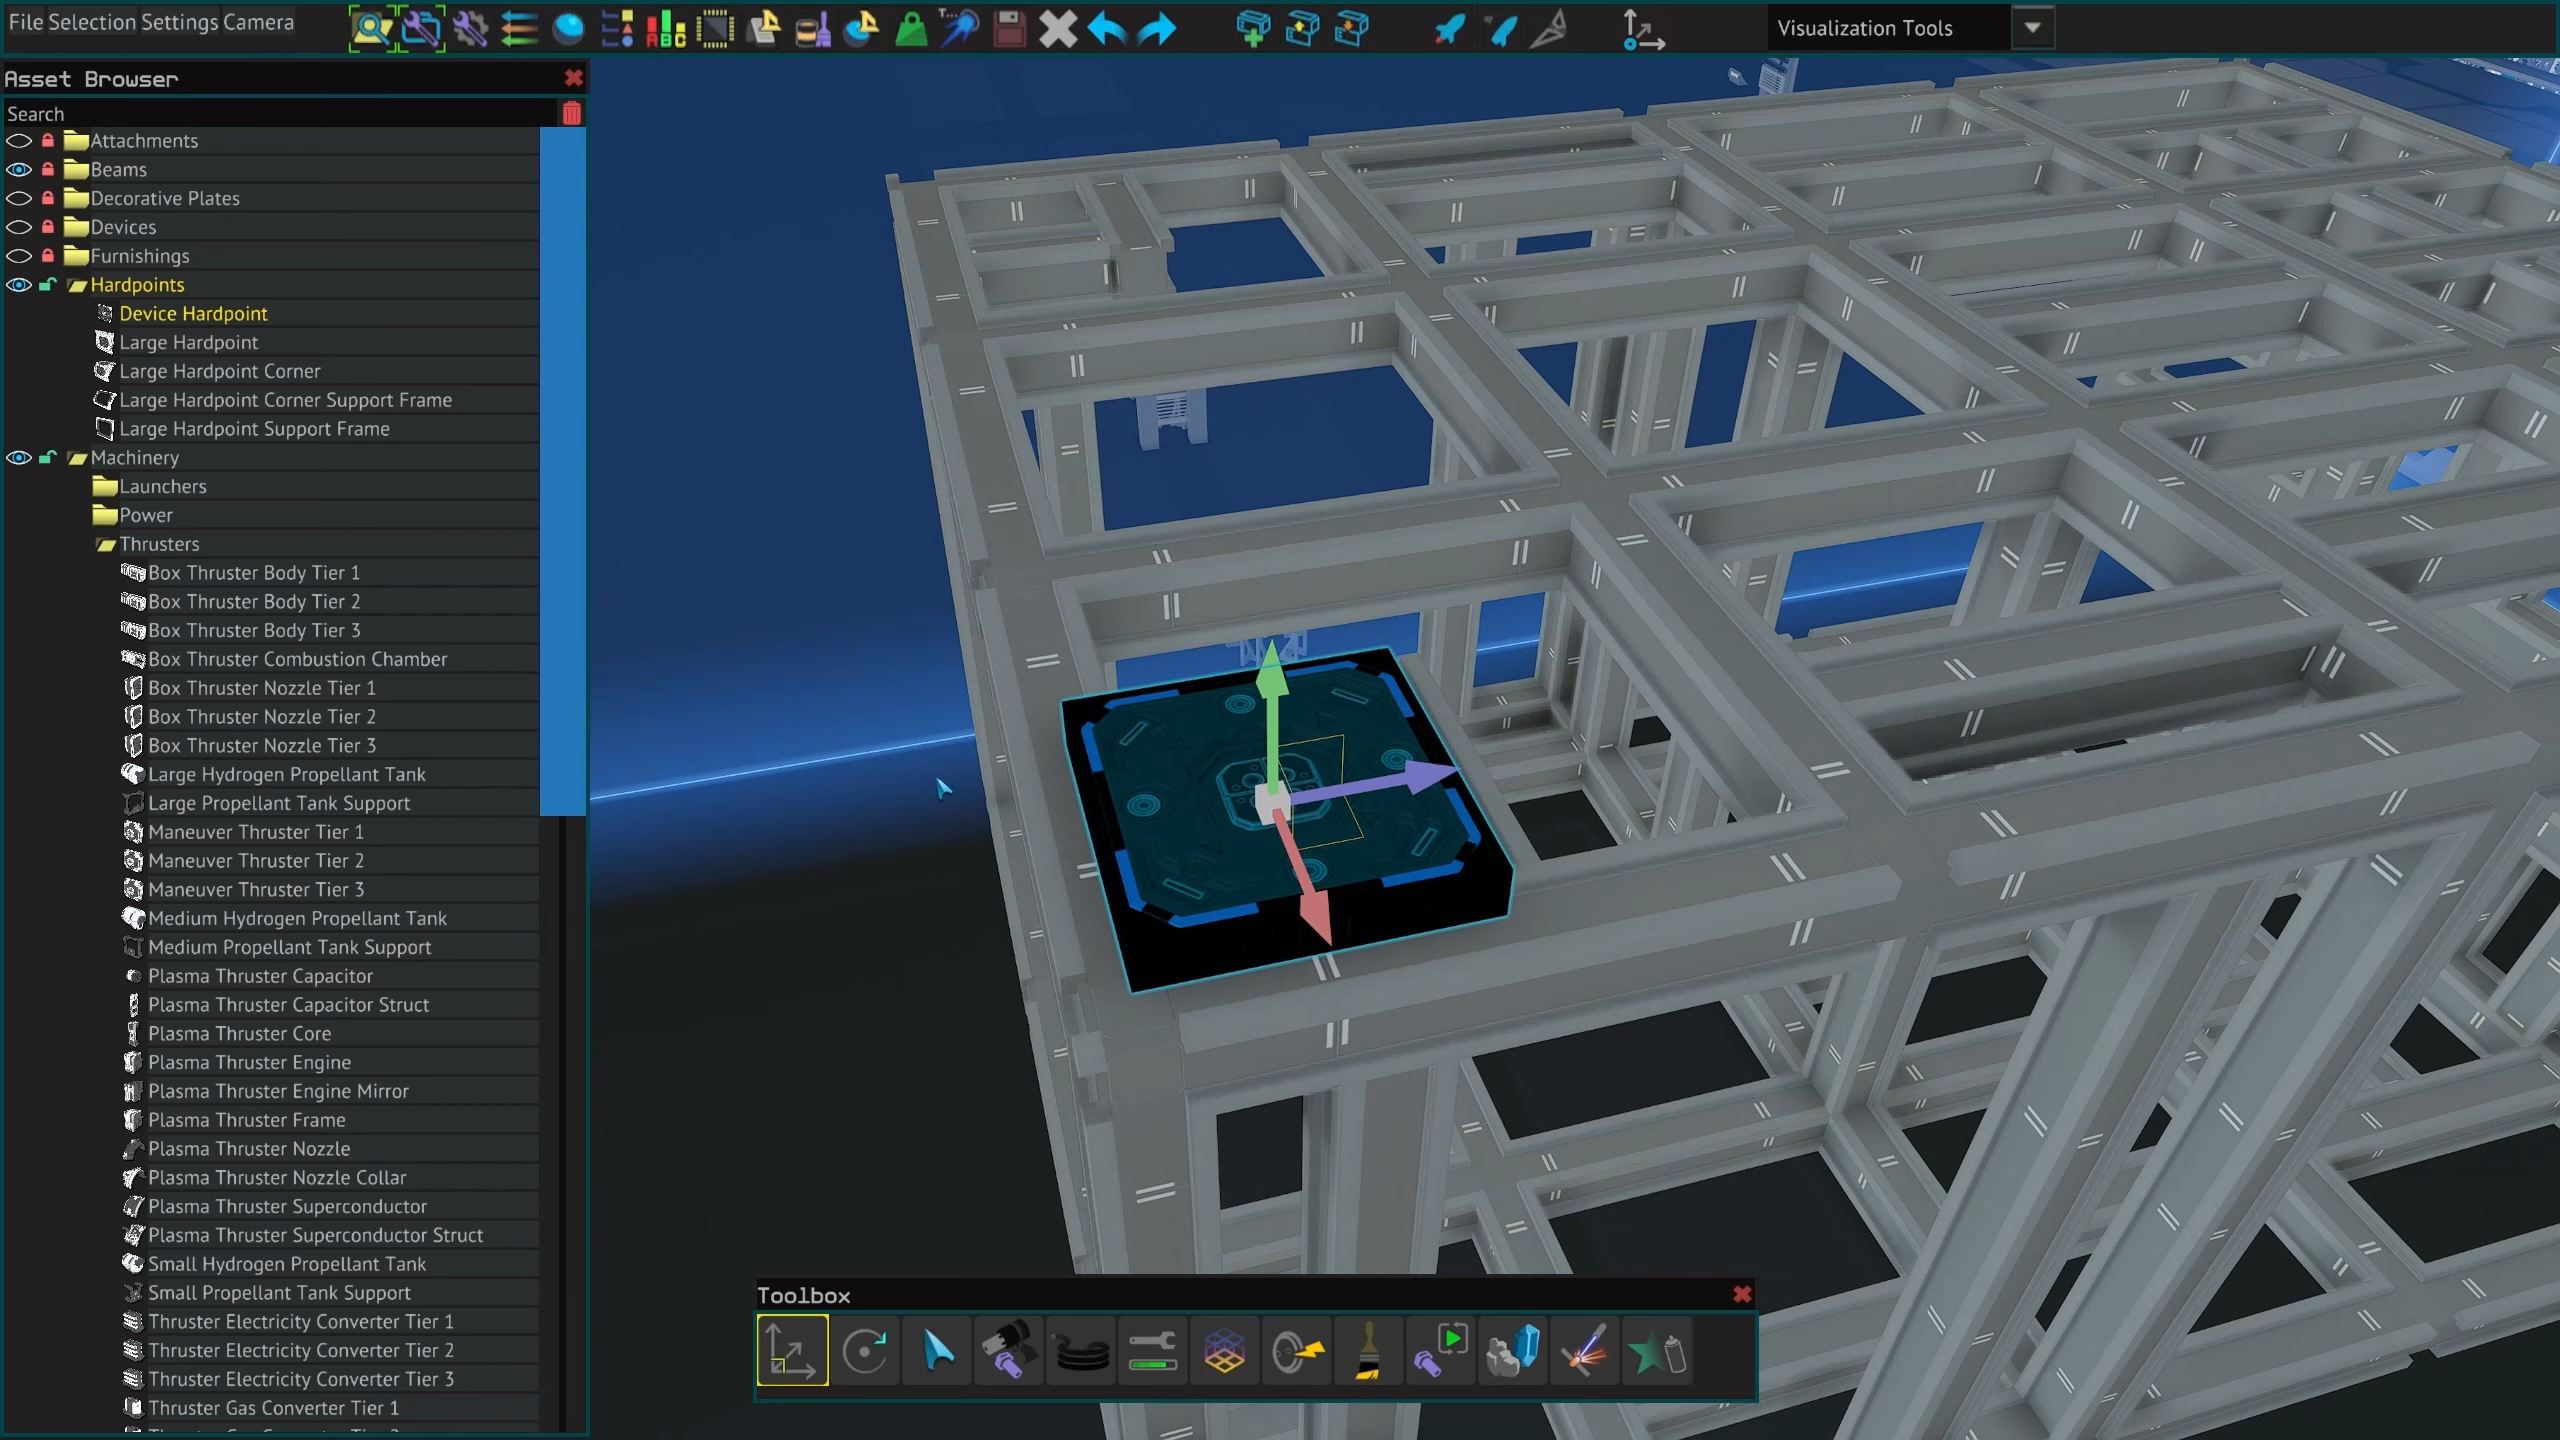 File Selection Settings Camera
Visualization Tools
Asset Browser
Search
Attachments
Beams
Decorative Plates
Devices
Furnishings
Hardpoints
Device Hardpoint
Large Hardpoint
Large Hardpoint Corner
Large Hardpoint Corner Support Frame
Large Hardpoint Support Frame
Machinery
Launchers
Power
Thrusters
Box Thruster Body Tier 1
Box Thruster Body Tier 2
Box Thruster Body Tier 3
Box Thruster Combustion Chamber
Box Thruster Nozzle Tier 1
Box Thruster Nozzle Tier 2
Box Thruster Nozzle Tier 3
Large Hydrogen Propellant Tank
Large Propellant Tank Support
Maneuver Thruster Tier 1
Maneuver Thruster Tier 2
Maneuver Thruster Tier 3
Medium Hydrogen Propellant Tank
Medium Propellant Tank Support
Plasma Thruster Capacitor
Plasma Thruster Capacitor Struct
Plasma Thruster Core
Plasma Thruster Engine
Plasma Thruster Engine Mirror
Plasma Thruster Frame
Plasma Thruster Nozzle
Plasma Thruster Nozzle Collar
Plasma Thruster Superconductor
Plasma Thruster Superconductor Struct
Small Hydrogen Propellant Tank
Small Propellant Tank Support
Thruster Electricity Converter Tier 1
Thruster Electricity Converter Tier 2
Thruster Electricity Converter Tier 3
Thruster Gas Converter Tier 1
Toolbox